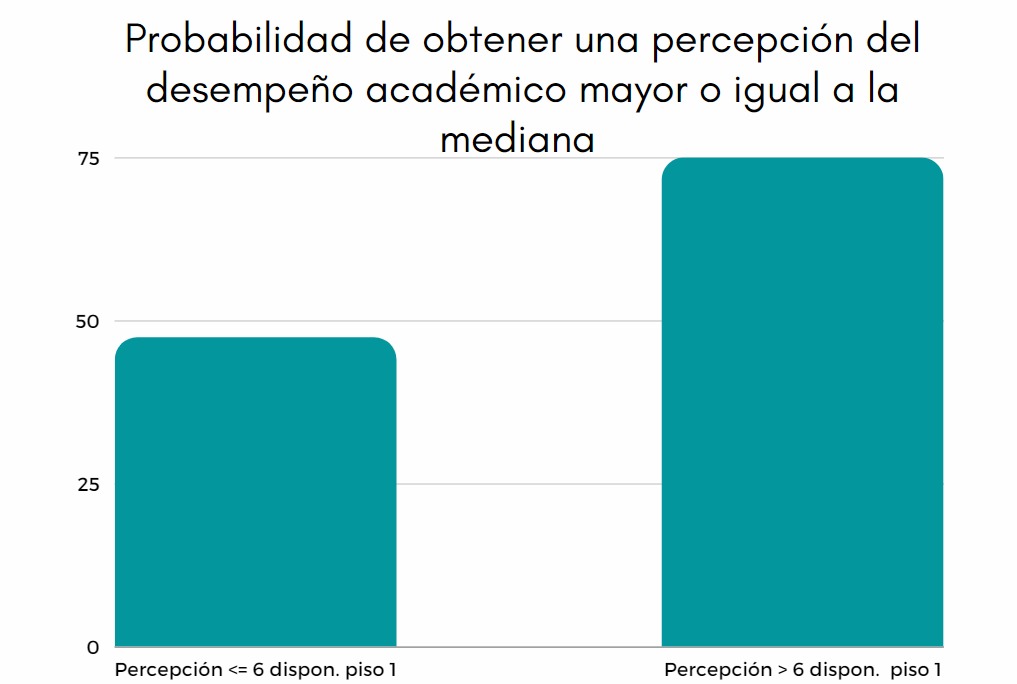 Probabilidad de obtener una percepción del
desempeño académico mayor o igual a la
mediana
75
50
25
0
Percepción <= 6 dispon. piso 1
Percepción > 6 dispon. piso 1